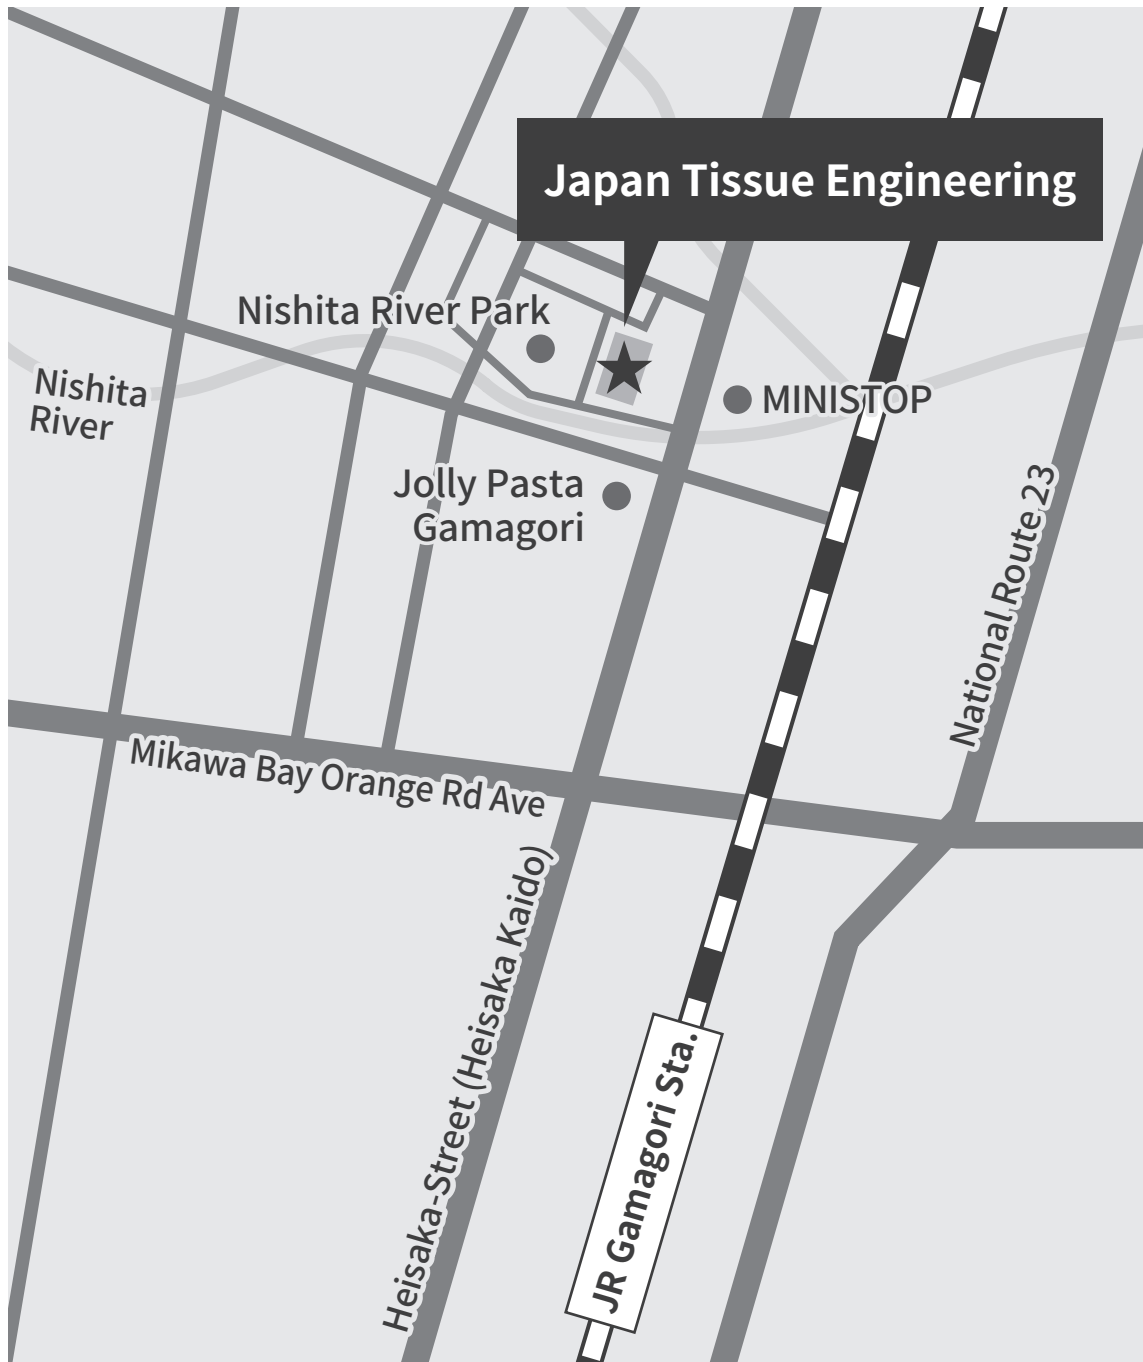 Japan Tissue Engineering
Nishita River Park
Nishita
River
MINISTOP
Jolly Pasta
Gamagori
National Route 23
Mikawa Bay Orange Rd Ave
Heisaka-Street (Heisaka Kaido)
JR Gamagori Sta.